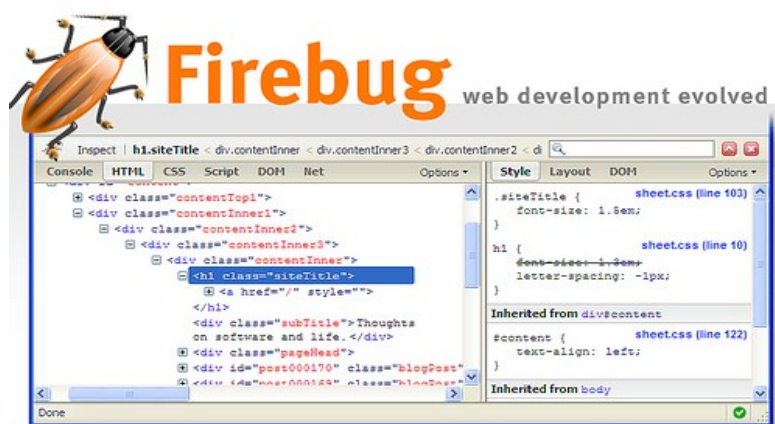 Firebug web development evolved
Inspect h1.siteTitle < div.contentInner < div.contentInner3 < div.contentInner2 < di
Console HTML CSS Script DOM Net Options
Style Layout DOM Options
<div class="contentTop1">
<div class="contentInner1">
<div class="contentInner2">
<div class="contentInner3">
<div class="contentInner">
<h1 class="siteTitle">
<a href="/" style="">
</h1>
<div class="subTitle">Thoughts
on software and life.</div>
<div class="pageHead">
<div id="post000170" class="blogPost"
<div id="post000169" class="blogPost"
.siteTitle { sheet.css (line 103)
font-size: 1.5em;
}
h1 { sheet.css (line 10)
font-size: 1.3em;
letter-spacing: -1px;
}
Inherited from div#content
#content { sheet.css (line 122)
text-align: left;
}
Inherited from body
Done